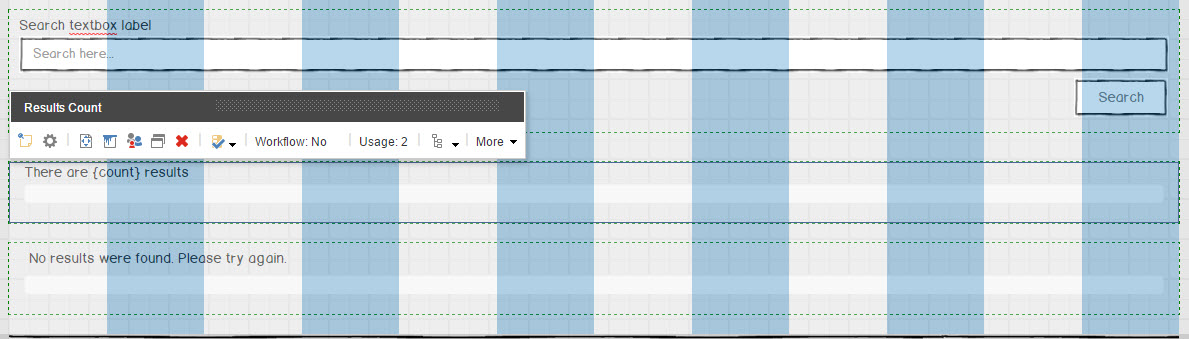 Search textbox label
Search here...
Search
Results Count
Workflow: No Usage: 2 More
There are {count} results
No results were found. Please try again.